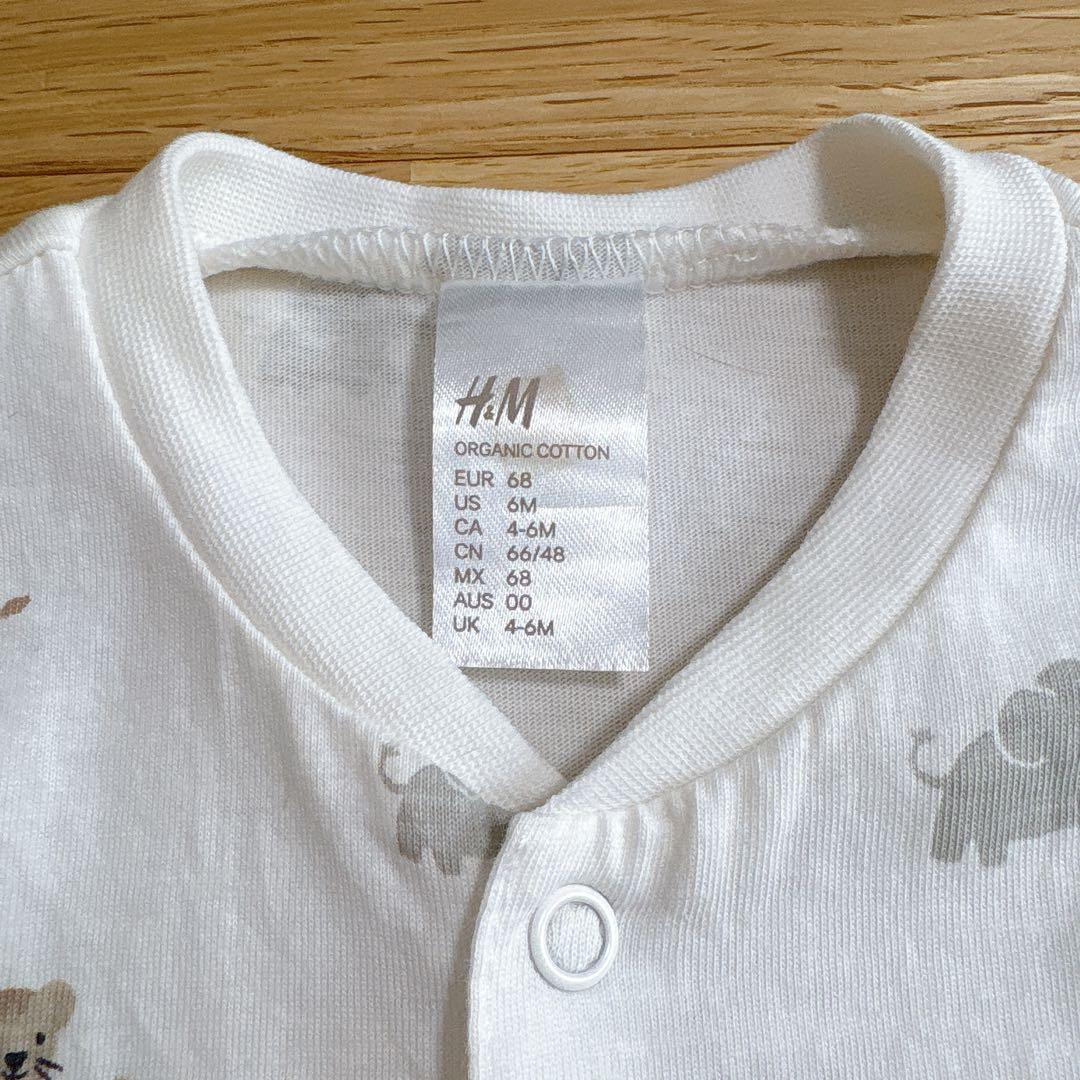 H&M
ORGANIC COTTON
EUR 68
US 6M
CA 4-6M
CN 66/48
MX 68
AUS 00
UK 4-6M